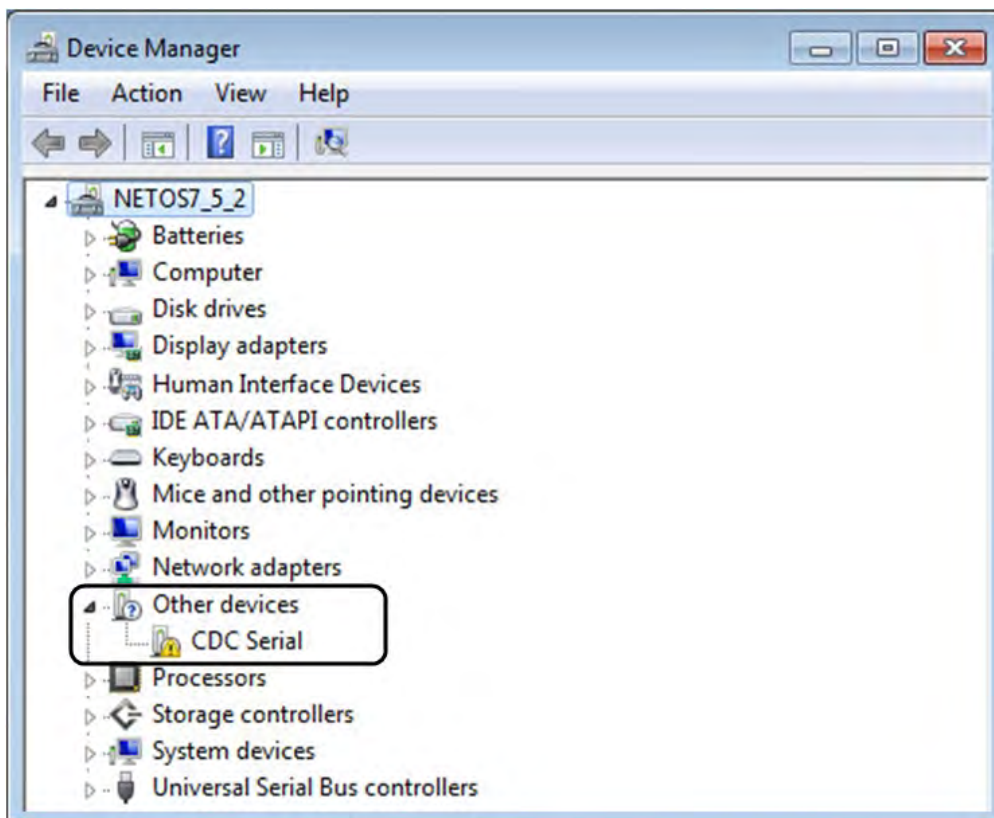 Device Manager
File Action View Help
NETOS7_5_2
Batteries
Computer
Disk drives
Display adapters
Human Interface Devices
IDE ATA/ATAPI controllers
Keyboards
Mice and other pointing devices
Monitors
Network adapters
Other devices
CDC Serial
Processors
Storage controllers
System devices
Universal Serial Bus controllers